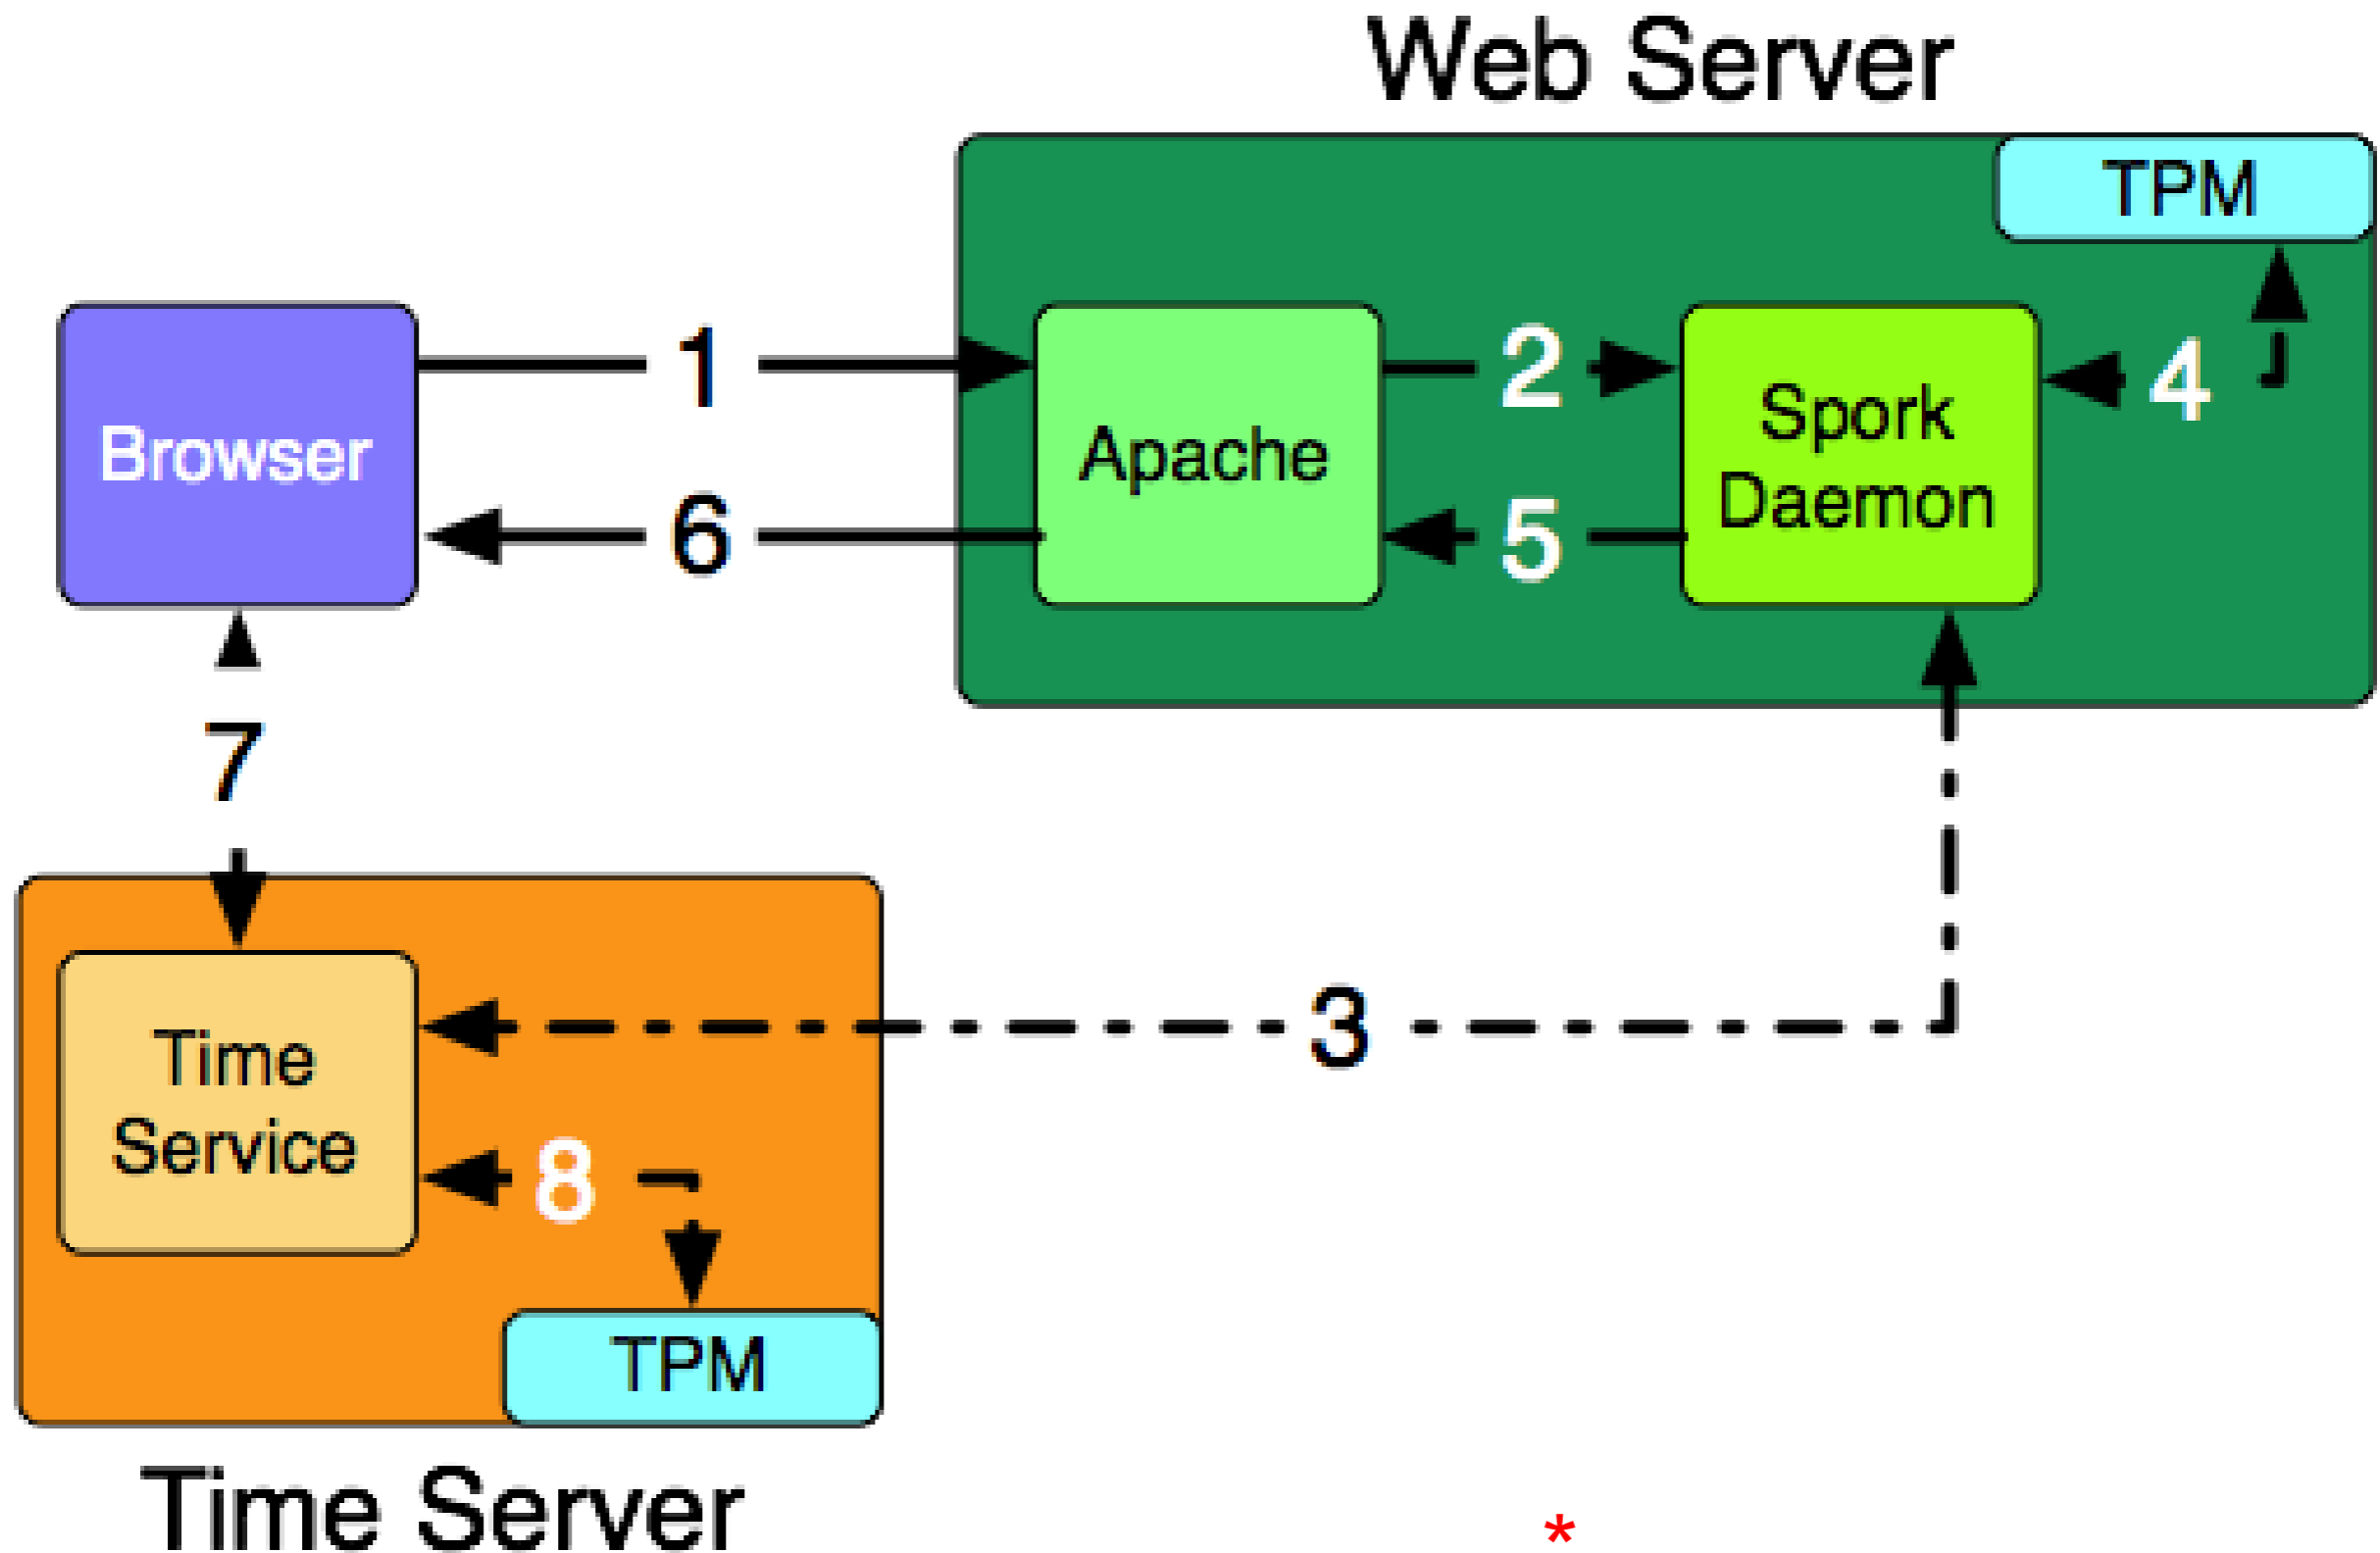 Web Server
TPM
1
2
4
Browser
Apache
Spork
Daemon
6
5
7
3
Time
Service
8
TPM
Time Server
*